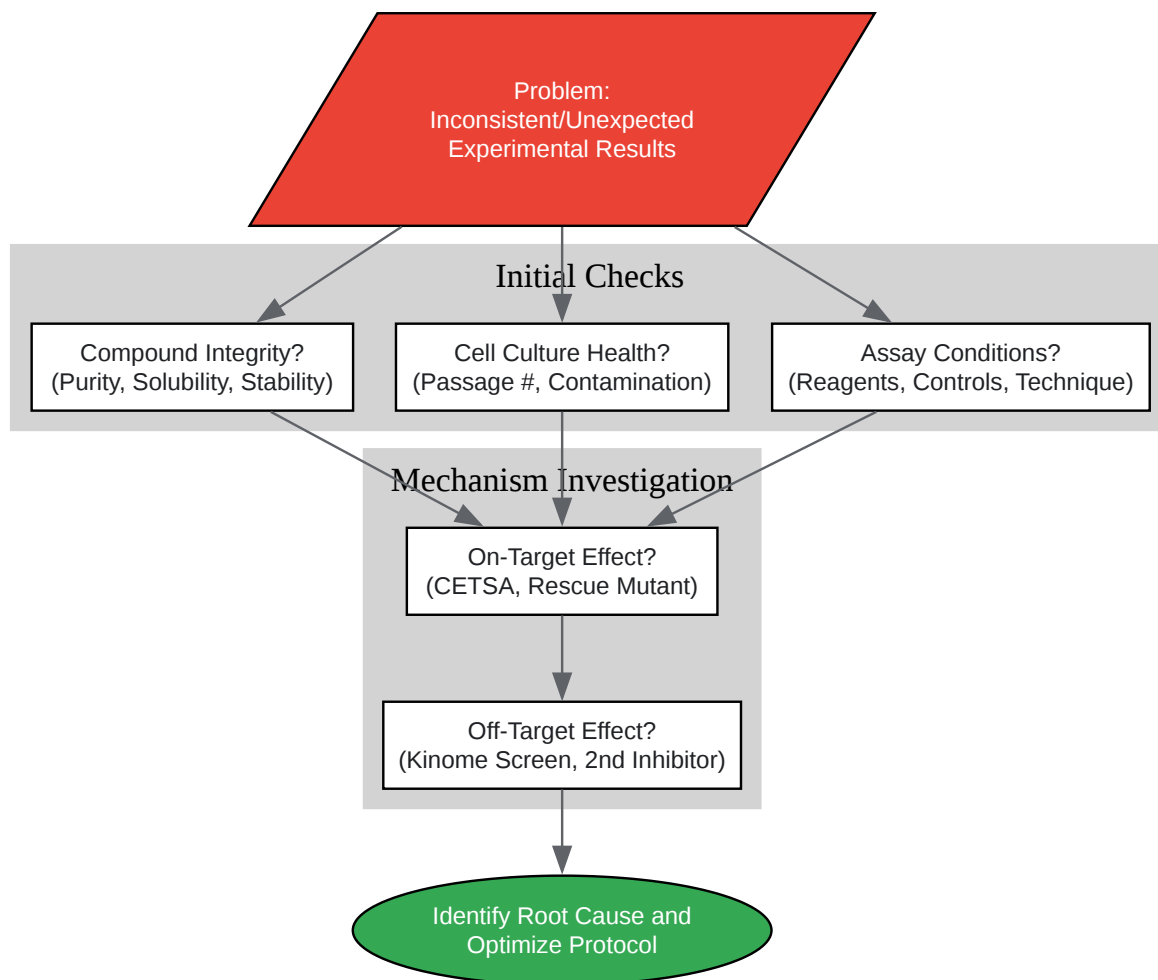 Problem:
Inconsistent/Unexpected
Experimental Results
Initial Checks
Compound Integrity?
(Purity, Solubility, Stability)
Cell Culture Health?
(Passage #, Contamination)
Assay Conditions?
(Reagents, Controls, Technique)
Mechanism Investigation
On-Target Effect?
(CETSA, Rescue Mutant)
Off-Target Effect?
(Kinome Screen, 2nd Inhibitor)
Identify Root Cause and
Optimize Protocol